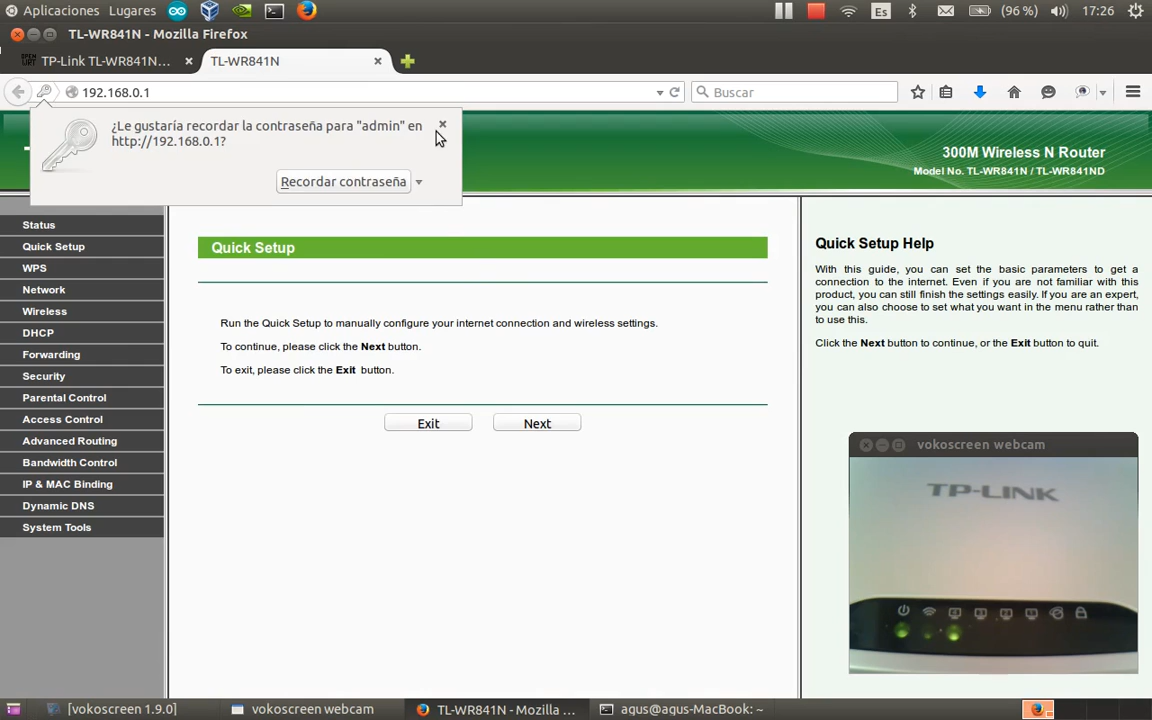 Aplicaciones Lugares Es (96 %) 17:26
TL-WR841N - Mozilla Firefox
TP-Link TL-WR841N... TL-WR841N
192.168.0.1 Buscar
¿Le gustaría recordar la contraseña para "admin" en
http://192.168.0.1?
Recordar contraseña
300M Wireless N Router
Model No. TL-WR841N / TL-WR841ND
Status
Quick Setup
WPS
Network
Wireless
DHCP
Forwarding
Security
Parental Control
Access Control
Advanced Routing
Bandwidth Control
IP & MAC Binding
Dynamic DNS
System Tools
Quick Setup
Run the Quick Setup to manually configure your internet connection and wireless settings.
To continue, please click the Next button.
To exit, please click the Exit button.
Exit Next
Quick Setup Help
With this guide, you can set the basic parameters to get a
connection to the internet. Even if you are not familiar with this
product, you can still finish the settings easily. If you are an expert,
you can also choose to set what you want in the menu rather than
to use this.
Click the Next button to continue, or the Exit button to quit.
vokoscreen webcam
TP-LINK
[vokoscreen 1.9.0] vokoscreen webcam TL-WR841N - Mozilla ... agus@agus-MacBook: ~